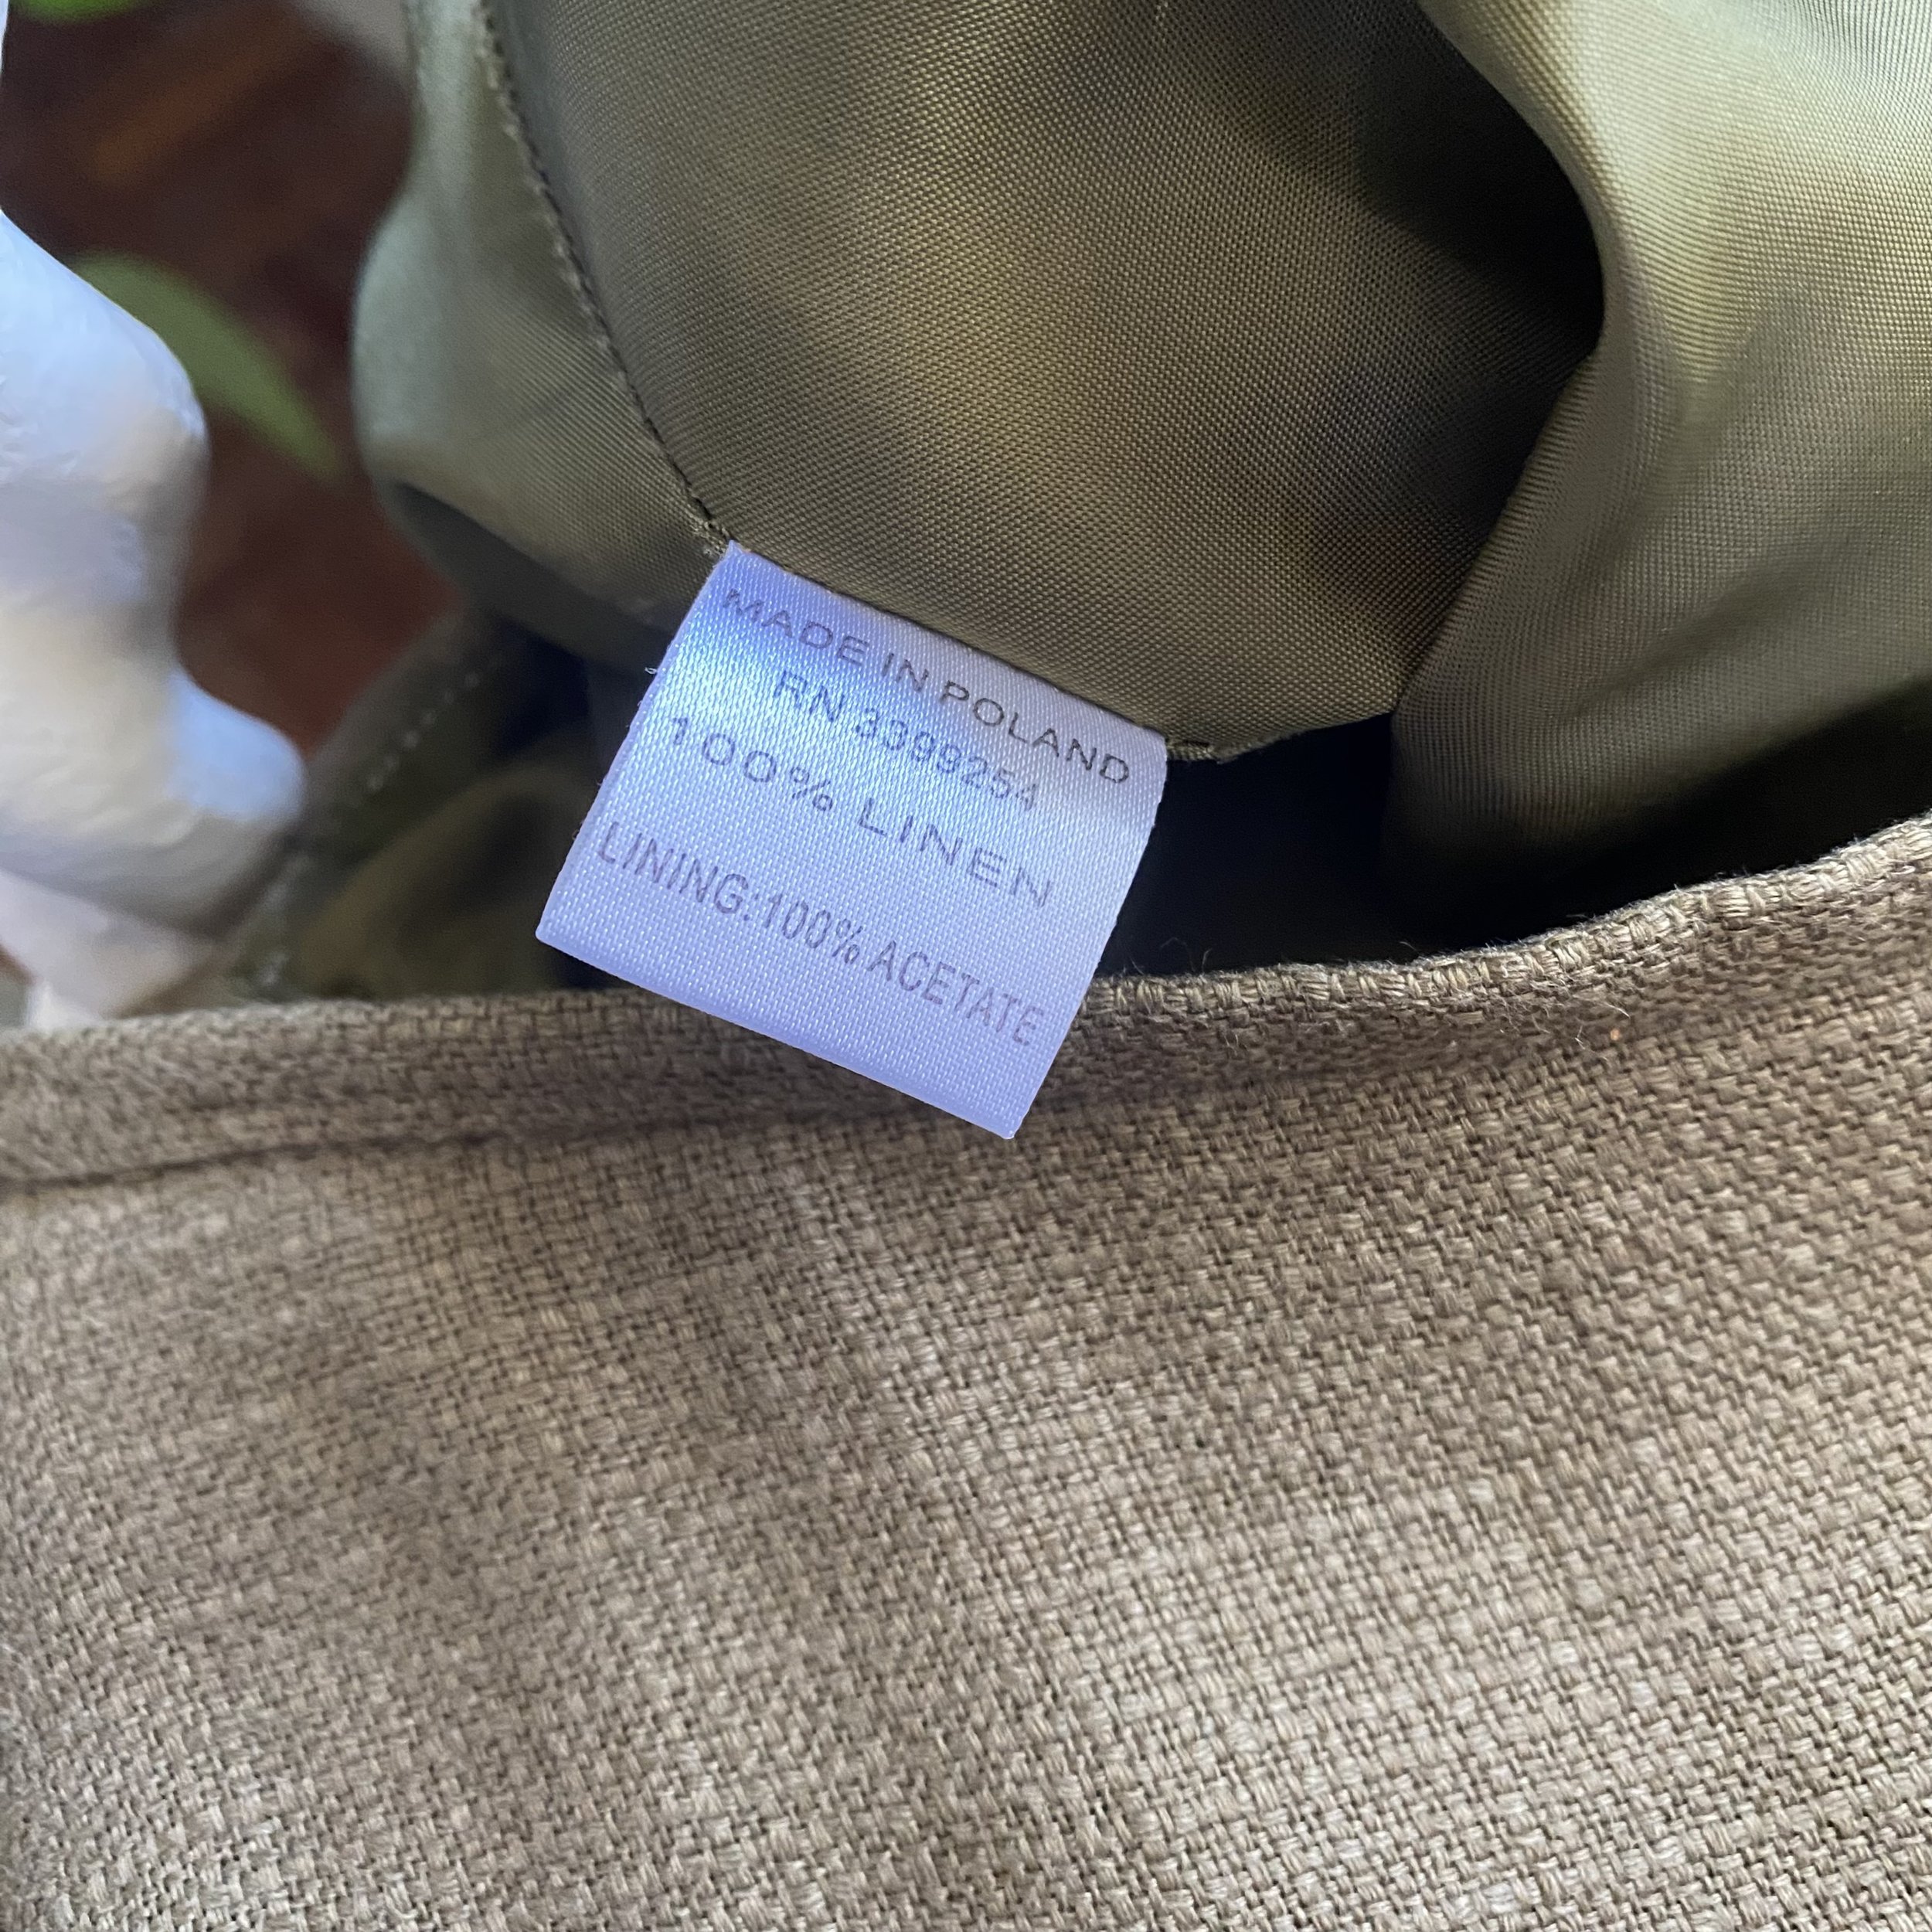 MADE IN POLAND
RN 3399254
100% LINEN
LINING:100% ACETATE